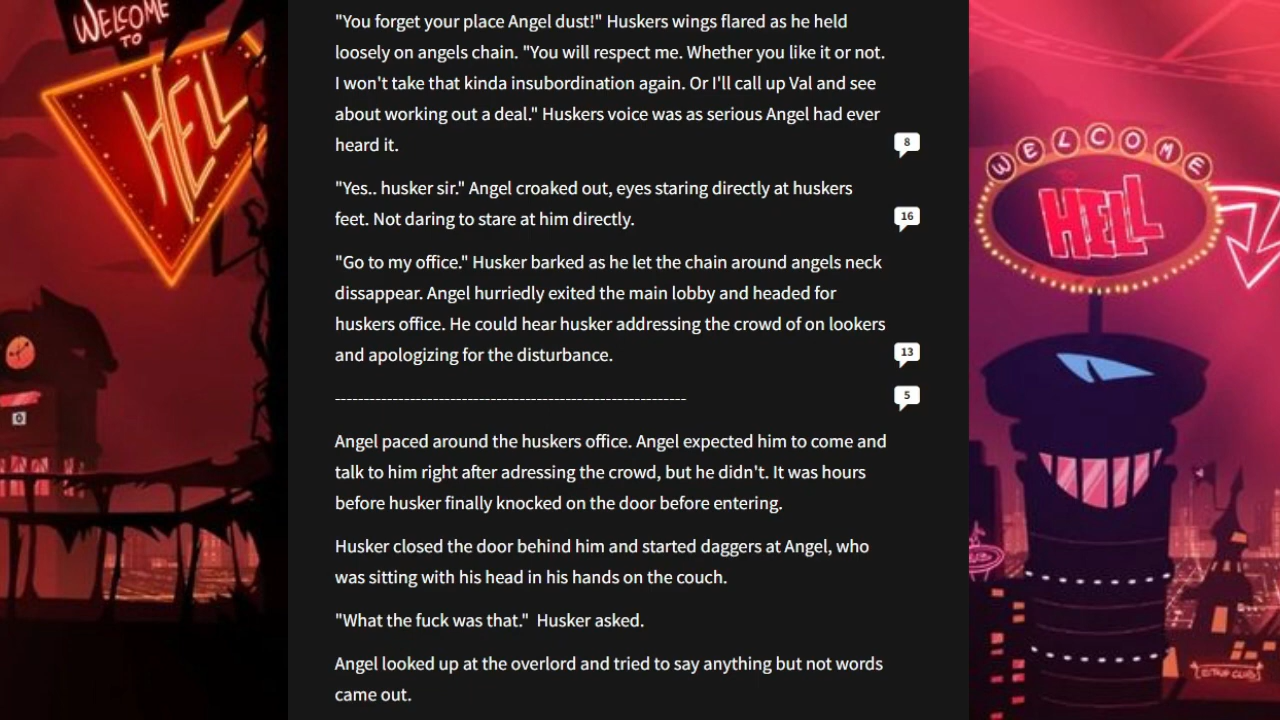 WELCOME
TO
HELL
"You forget your place Angel dust!" Huskers wings flared as he held
loosely on angels chain. "You will respect me. Whether you like it or not.
I won't take that kinda insubordination again. Or I'll call up Val and see
about working out a deal." Huskers voice was as serious Angel had ever
heard it.
8
"Yes.. husker sir." Angel croaked out, eyes staring directly at huskers
feet. Not daring to stare at him directly.
16
"Go to my office." Husker barked as he let the chain around angels neck
dissappear. Angel hurriedly exited the main lobby and headed for
huskers office. He could hear husker addressing the crowd of on lookers
and apologizing for the disturbance.
13
------------------------------------------------------------
5
Angel paced around the huskers office. Angel expected him to come and
talk to him right after adressing the crowd, but he didn't. It was hours
before husker finally knocked on the door before entering.
Husker closed the door behind him and started daggers at Angel, who
was sitting with his head in his hands on the couch.
"What the fuck was that."  Husker asked.
Angel looked up at the overlord and tried to say anything but not words
came out.
WELCOME
HELL